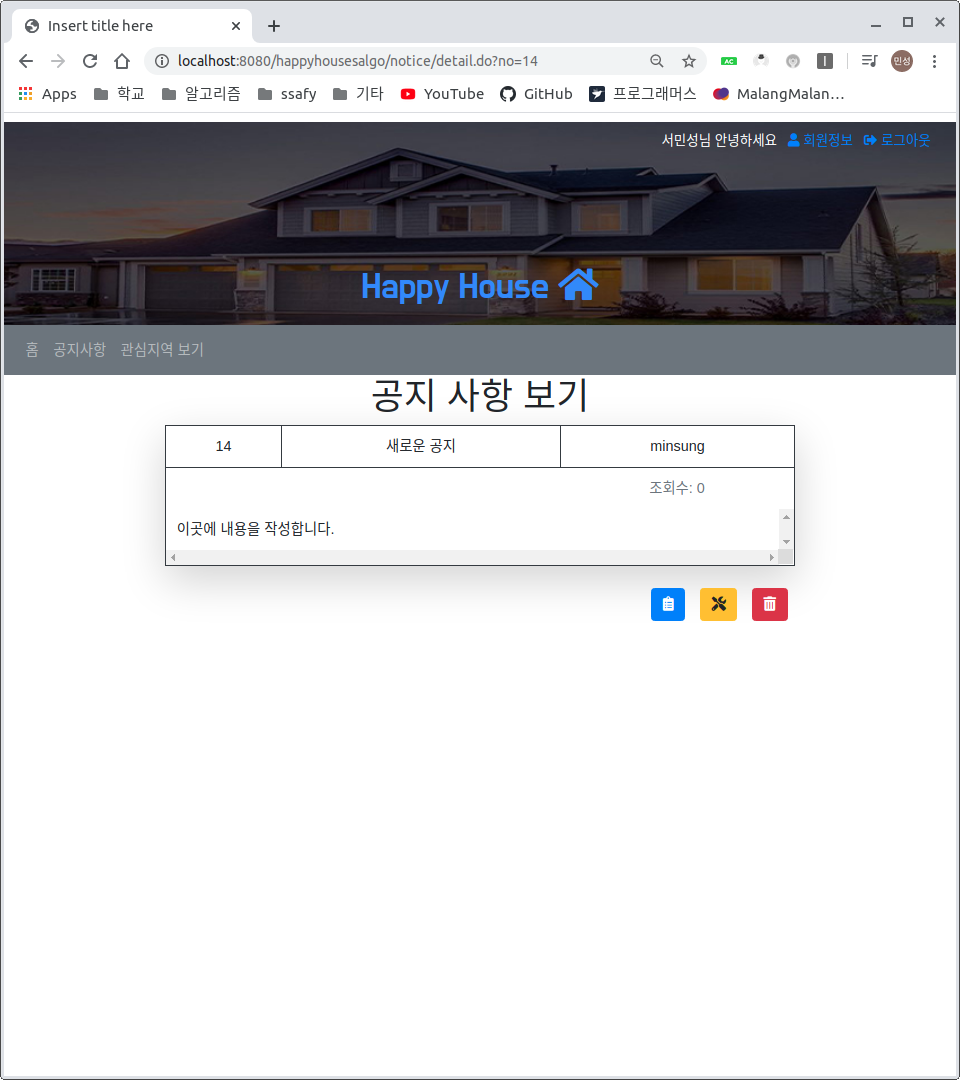 Insert title here
localhost:8080/happyhousesalgo/notice/detail.do?no=14
AC
민성
Apps 학교 알고리즘 ssafy 기타 YouTube GitHub 프로그래머스 MalangMalan…
서민성님 안녕하세요 회원정보 로그아웃
Happy House
홈 공지사항 관심지역 보기
공지 사항 보기
14 새로운 공지 minsung
조회수: 0
이곳에 내용을 작성합니다.